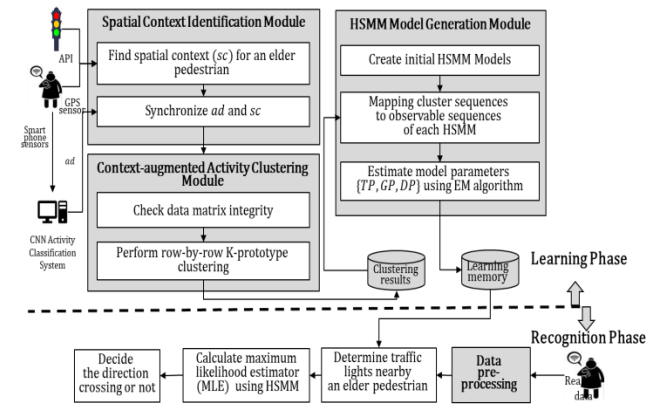 Spatial Context Identification Module
HSMM Model Generation Module
API
Find spatial context (sc) for an elder
pedestrian
Create initial HSMM Models
GPS
sensor
Synchronize ad and sc
Mapping cluster sequences
to observable sequences
of each HSMM
Smart
phone
sensors
ad
Context-augmented Activity Clustering
Module
Estimate model parameters
{TP, GP, DP} using EM algorithm
Check data matrix integrity
CNN Activity
Classification
System
Perform row-by-row K-prototype
clustering
Clustering
results
Learning
memory
Learning Phase
Recognition Phase
Decide
the direction
crossing or not
Calculate maximum
likelihood estimator
(MLE) using HSMM
Determine traffic
lights nearby
an elder pedestrian
Data
pre-
processing
data